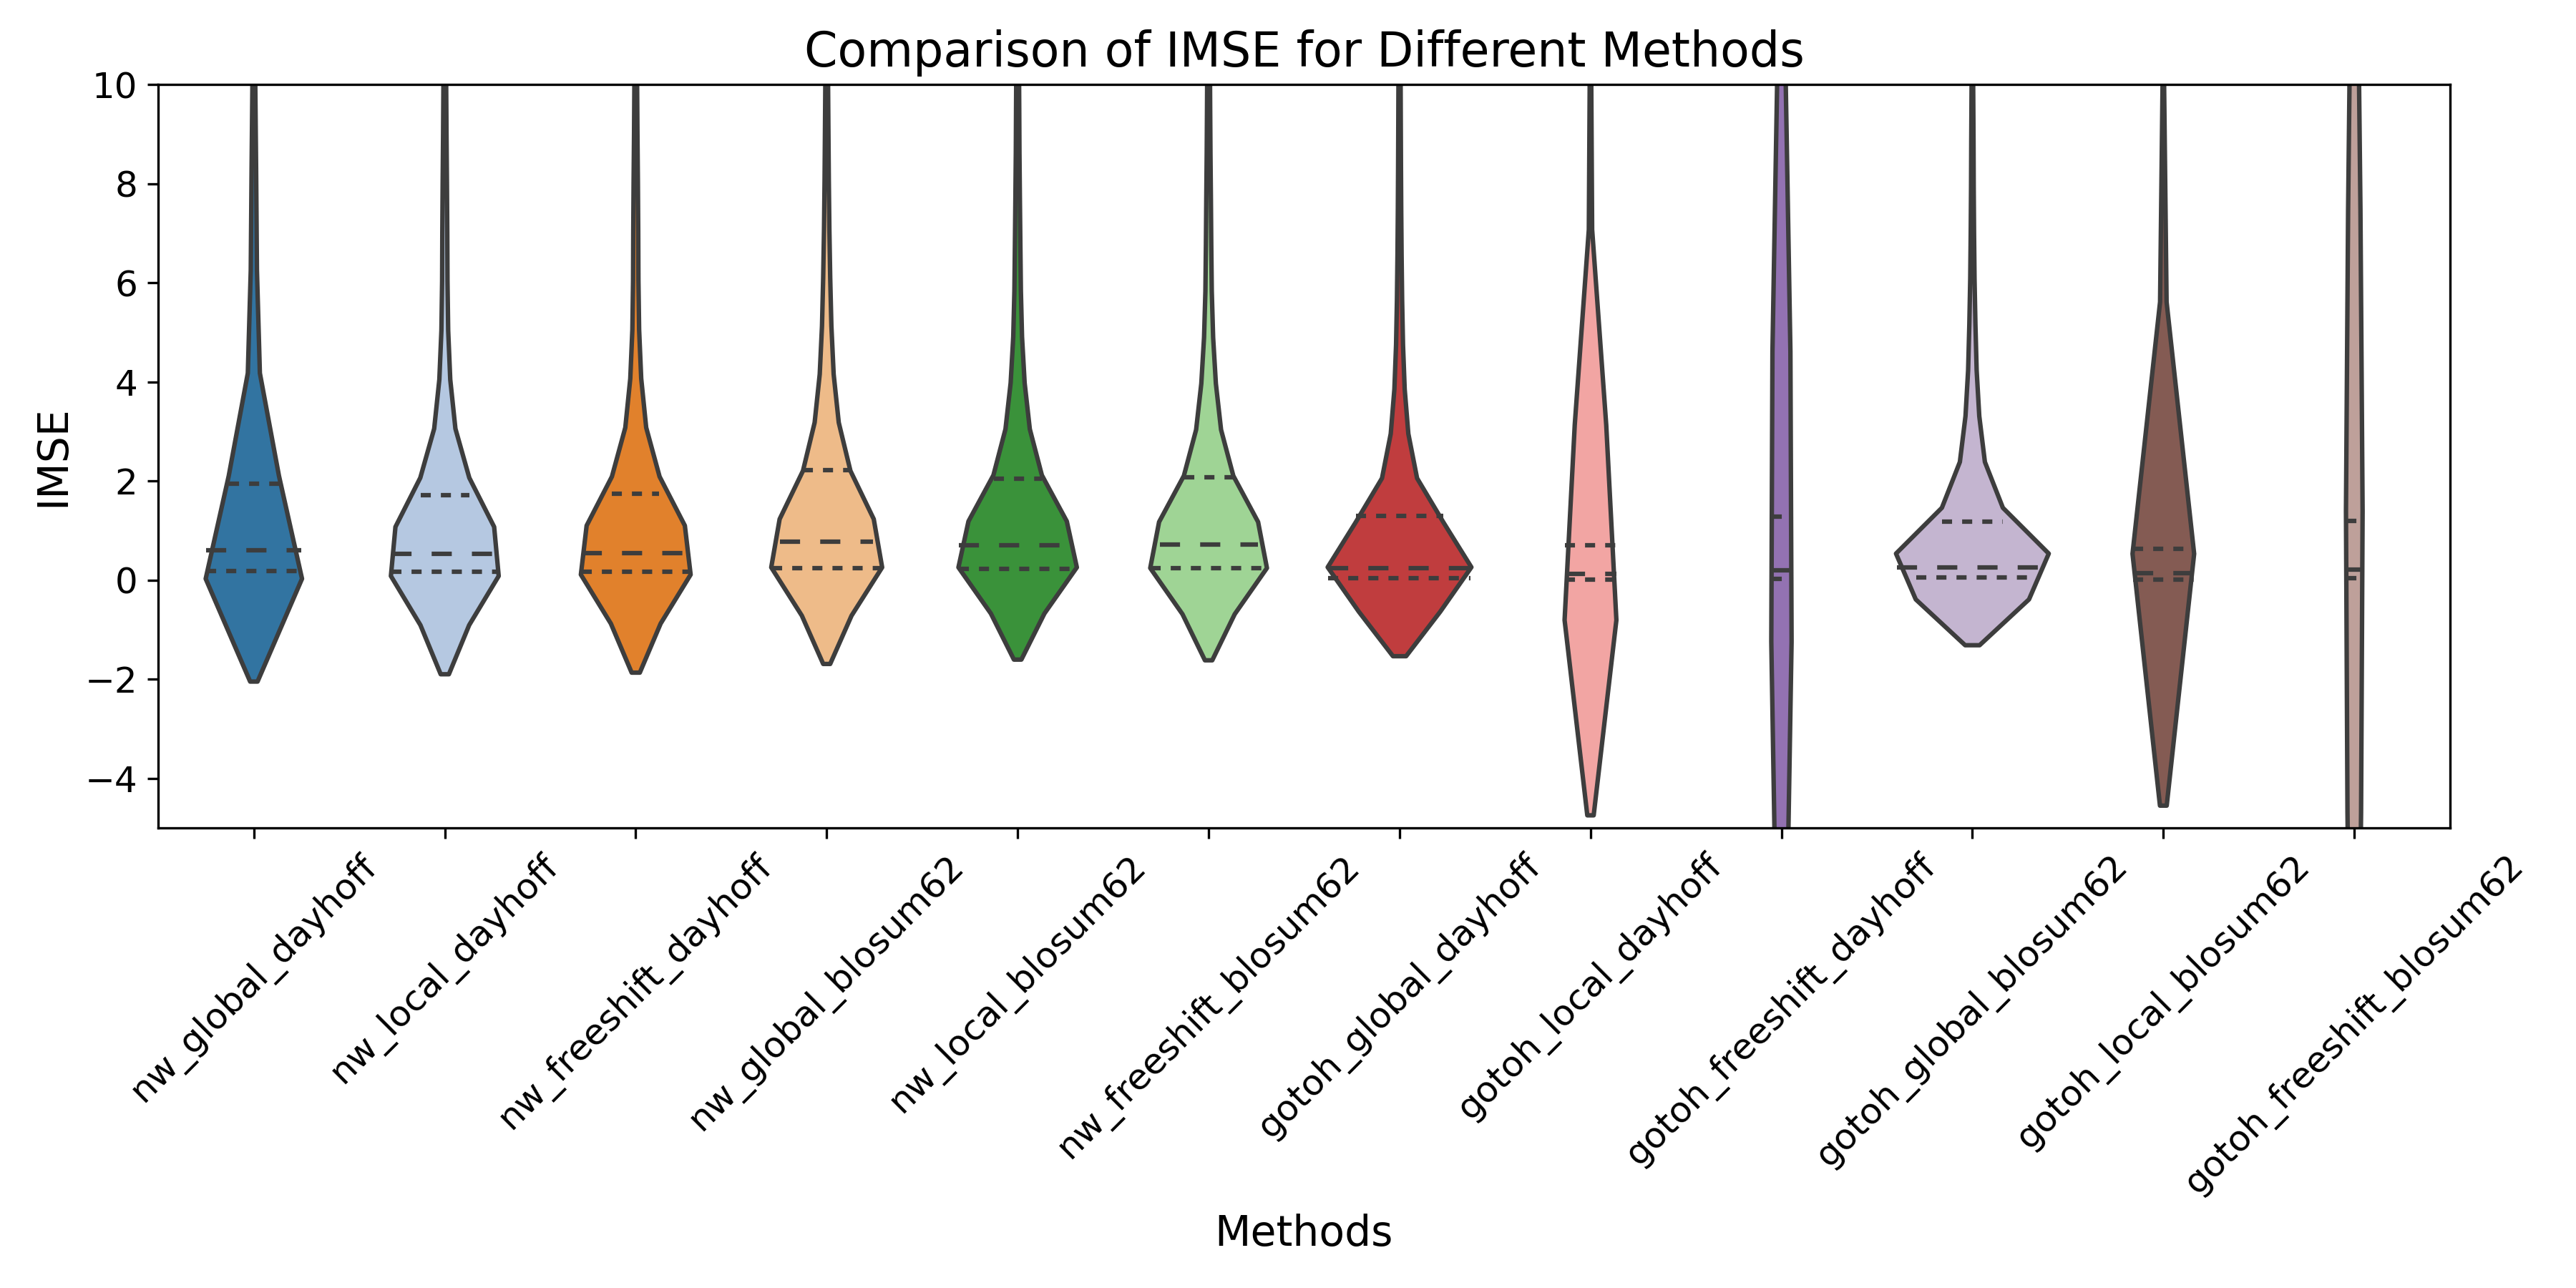 Comparison of IMSE for Different Methods
10
8
6
4
2
0
−2
−4
IMSE
nw_global_dayhoff
nw_local_dayhoff
nw_freeshift_dayhoff
nw_global_blosum62
nw_local_blosum62
nw_freeshift_blosum62
gotoh_global_dayhoff
gotoh_local_dayhoff
gotoh_freeshift_dayhoff
gotoh_global_blosum62
gotoh_local_blosum62
gotoh_freeshift_blosum62
Methods